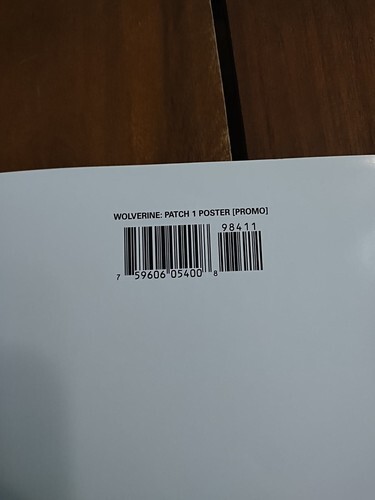 WOLVERINE: PATCH 1 POSTER [PROMO]
98411
7 59606 05400 8